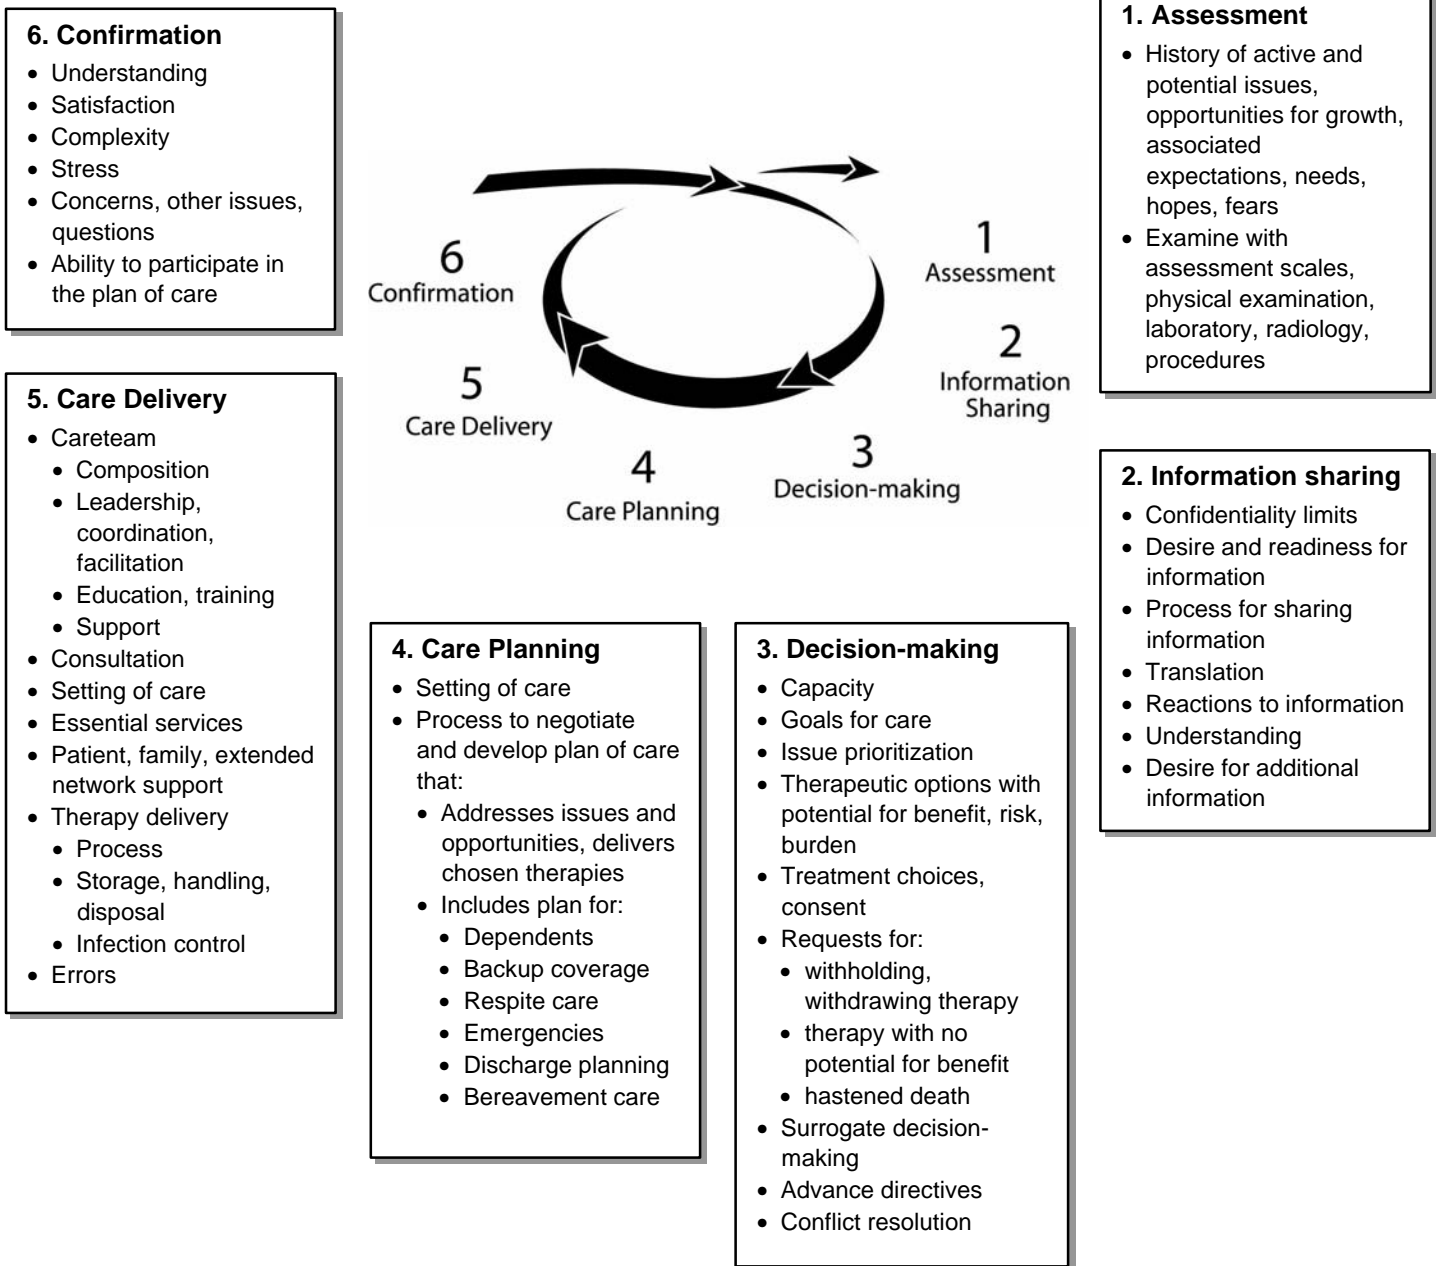 6. Confirmation
• Understanding
• Satisfaction
• Complexity
• Stress
• Concerns, other issues,
questions
• Ability to participate in
the plan of care
5. Care Delivery
• Careteam
• Composition
• Leadership,
coordination,
facilitation
• Education, training
• Support
• Consultation
• Setting of care
• Essential services
• Patient, family, extended
network support
• Therapy delivery
• Process
• Storage, handling,
disposal
• Infection control
• Errors
1
Assessment
2
Information
Sharing
3
Decision-making
4
Care Planning
5
Care Delivery
6
Confirmation
4. Care Planning
• Setting of care
• Process to negotiate
and develop plan of care
that:
• Addresses issues and
opportunities, delivers
chosen therapies
• Includes plan for:
• Dependents
• Backup coverage
• Respite care
• Emergencies
• Discharge planning
• Bereavement care
3. Decision-making
• Capacity
• Goals for care
• Issue prioritization
• Therapeutic options with
potential for benefit, risk,
burden
• Treatment choices,
consent
• Requests for:
• withholding,
withdrawing therapy
• therapy with no
potential for benefit
• hastened death
• Surrogate decision-
making
• Advance directives
• Conflict resolution
1. Assessment
• History of active and
potential issues,
opportunities for growth,
associated
expectations, needs,
hopes, fears
• Examine with
assessment scales,
physical examination,
laboratory, radiology,
procedures
2. Information sharing
• Confidentiality limits
• Desire and readiness for
information
• Process for sharing
information
• Translation
• Reactions to information
• Understanding
• Desire for additional
information